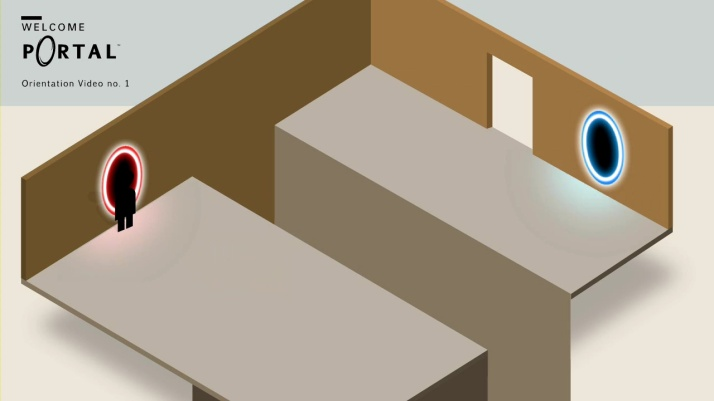 WELCOME
PORTAL™
Orientation Video no. 1